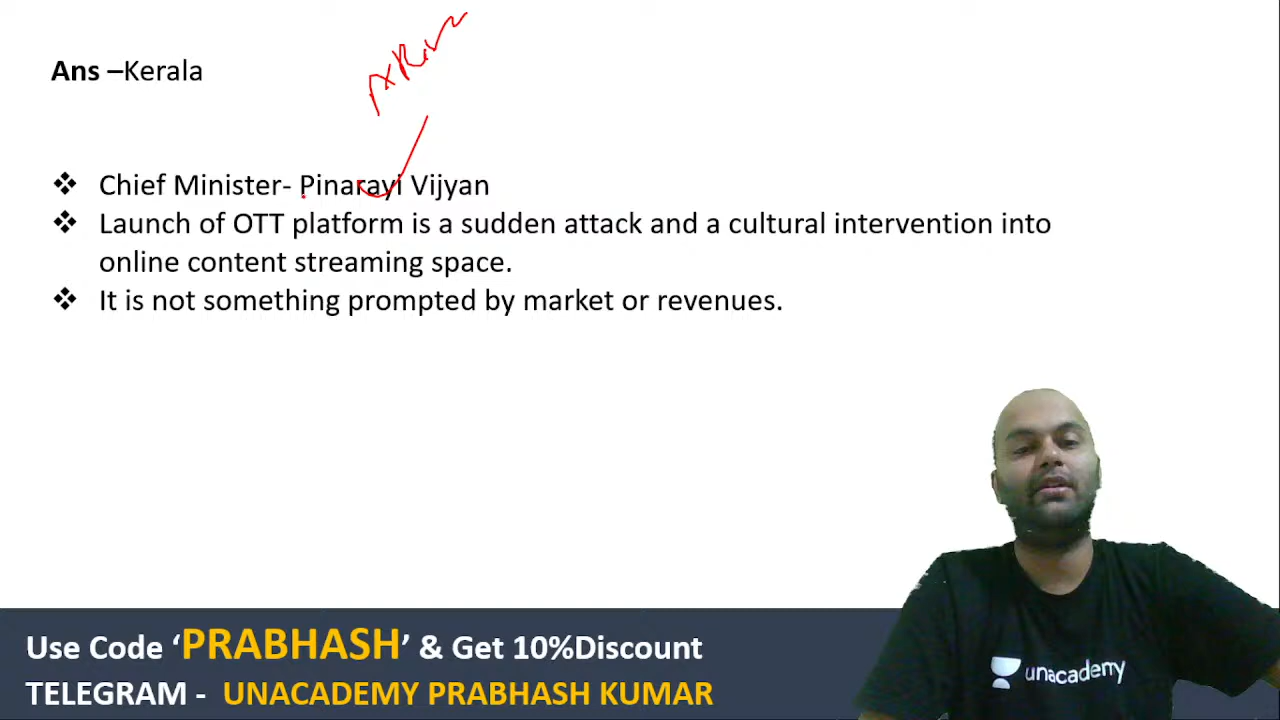 Ans –Kerala
❖ Chief Minister- Pinarayi Vijyan
❖ Launch of OTT platform is a sudden attack and a cultural intervention into
online content streaming space.
❖ It is not something prompted by market or revenues.
unacademy
Use Code ‘PRABHASH’ & Get 10%Discount
TELEGRAM - UNACADEMY PRABHASH KUMAR